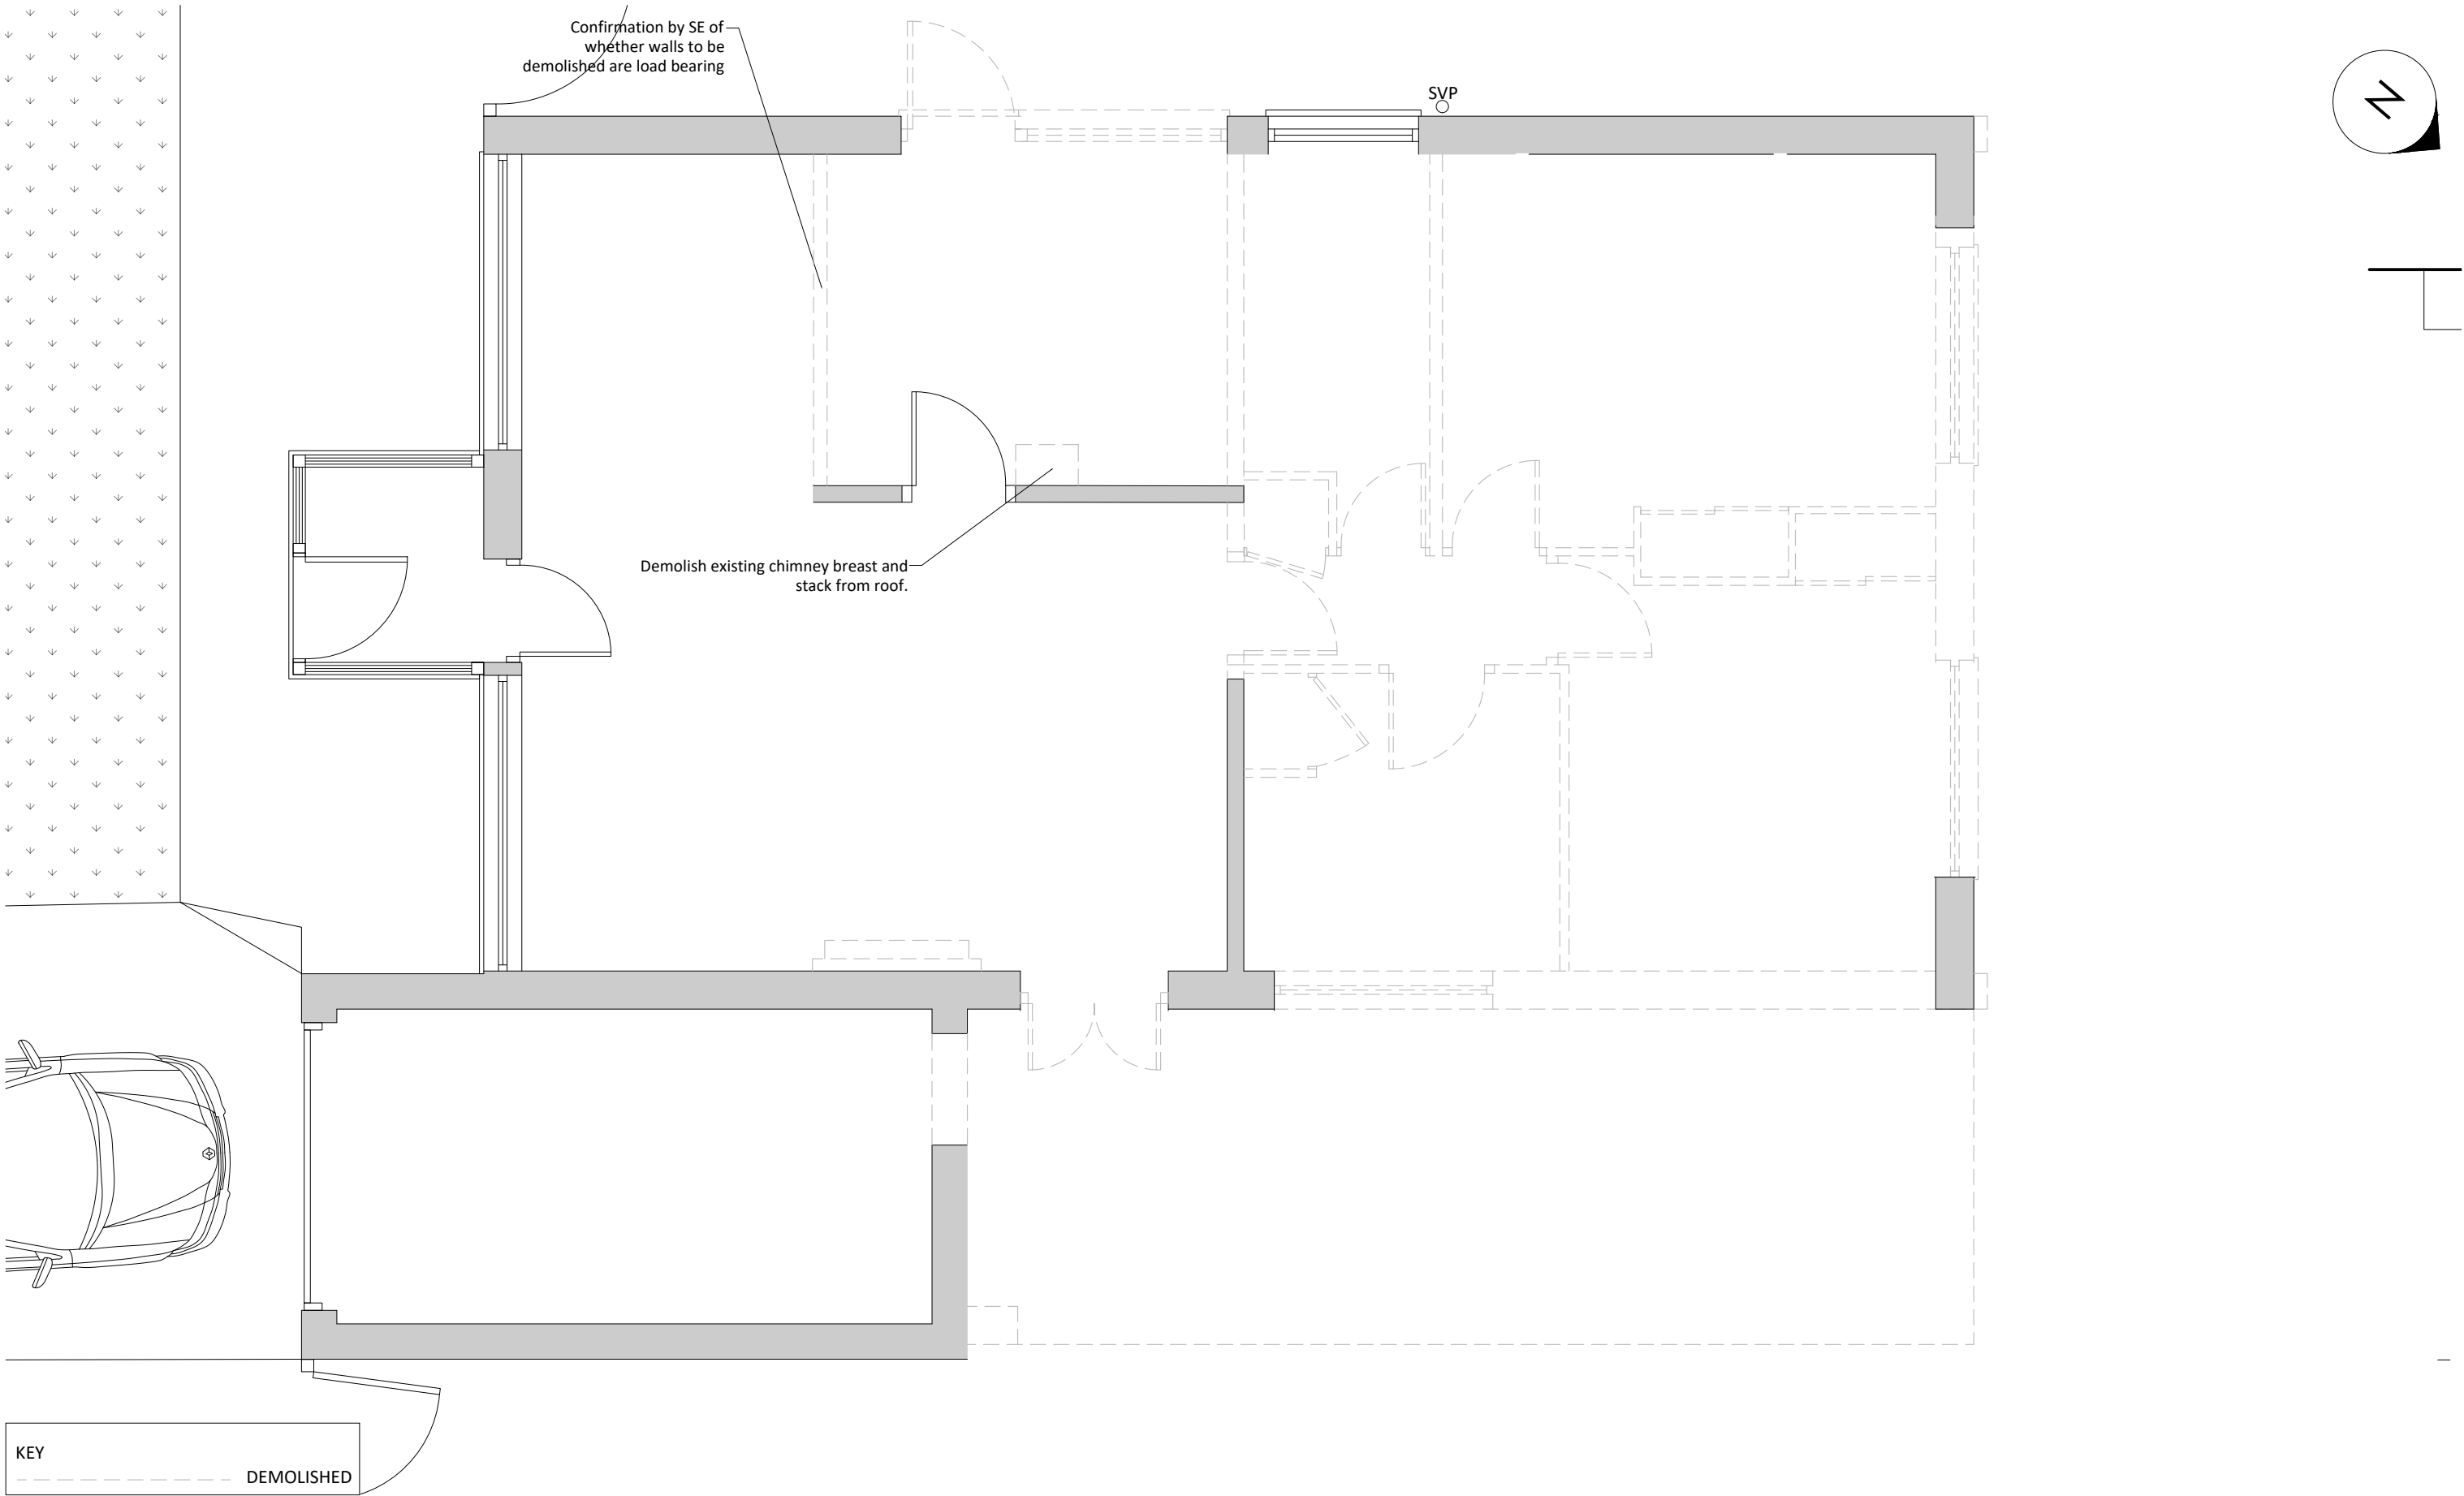 Confirmation by SE of
whether walls to be
demolished are load bearing
SVP
N
Demolish existing chimney breast and
stack from roof.
KEY
DEMOLISHED